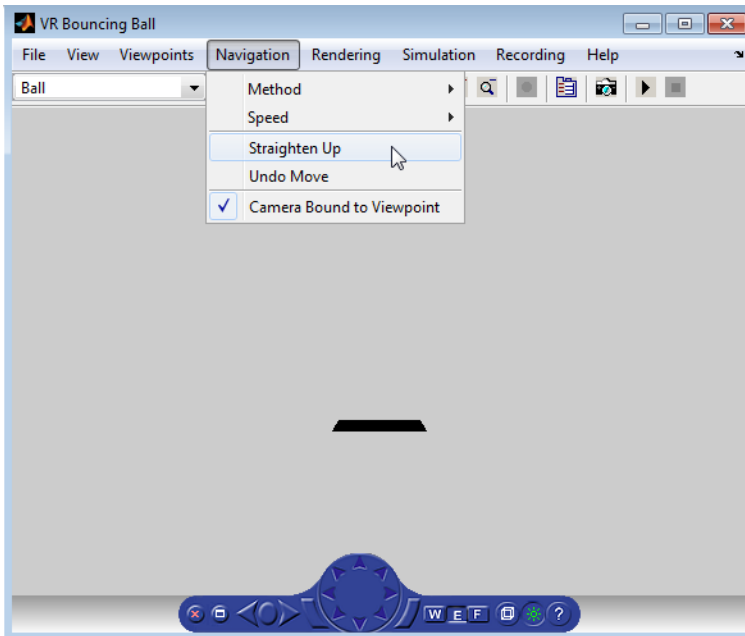 VR Bouncing Ball
File View Viewpoints Navigation Rendering Simulation Recording Help
Ball
Method
Speed
Straighten Up
Undo Move
Camera Bound to Viewpoint
W E F ?